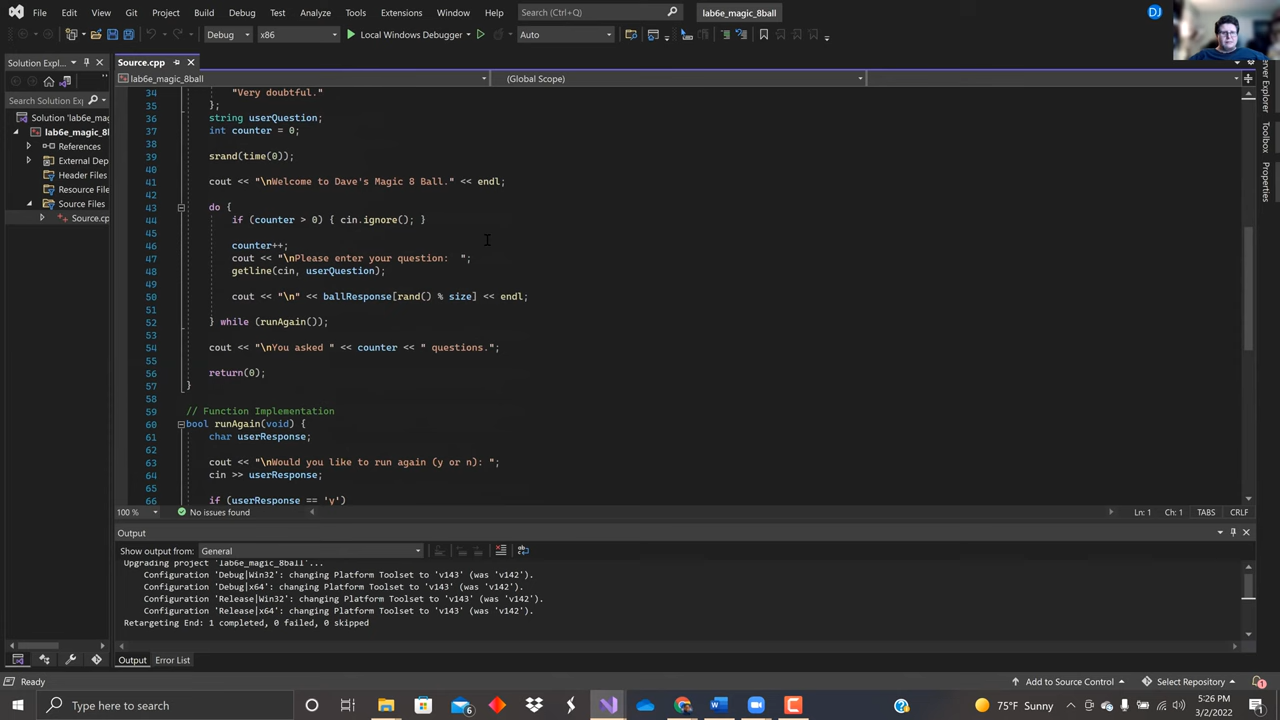 File Edit View Git Project Build Debug Test Analyze Tools Extensions Window Help Search (Ctrl+Q) lab6e_magic_8ball DJ
Debug x86 Local Windows Debugger Auto
Solution Expl... Source.cpp
lab6e_magic_8ball (Global Scope)
Search Solution Ex
Solution 'lab6e_mag
lab6e_magic_8l
References
External Dep
Header Files
Resource File
Source Files
Source.cp
34 "Very doubtful."
35 };
36 string userQuestion;
37 int counter = 0;
38
39 srand(time(0));
40
41 cout << "\nWelcome to Dave's Magic 8 Ball." << endl;
42
43 do {
44 if (counter > 0) { cin.ignore(); }
45
46 counter++;
47 cout << "\nPlease enter your question:  ";
48 getline(cin, userQuestion);
49
50 cout << "\n" << ballResponse[rand() % size] << endl;
51
52 } while (runAgain());
53
54 cout << "\nYou asked " << counter << " questions.";
55
56 return(0);
57 }
58
59 // Function Implementation
60 bool runAgain(void) {
61 char userResponse;
62
63 cout << "\nWould you like to run again (y or n): ";
64 cin >> userResponse;
65
66 if (userResponse == 'y')
100 % No issues found Ln: 1 Ch: 1 TABS CRLF
Output
Show output from: General
Upgrading project 'lab6e_magic_8ball'...
Configuration 'Debug|Win32': changing Platform Toolset to 'v143' (was 'v142').
Configuration 'Debug|x64': changing Platform Toolset to 'v143' (was 'v142').
Configuration 'Release|Win32': changing Platform Toolset to 'v143' (was 'v142').
Configuration 'Release|x64': changing Platform Toolset to 'v143' (was 'v142').
Retargeting End: 1 completed, 0 failed, 0 skipped
Output Error List
Server Explorer
Toolbox
Properties
Ready Add to Source Control Select Repository 1
Type here to search 6 75°F Sunny 5:26 PM
3/2/2022